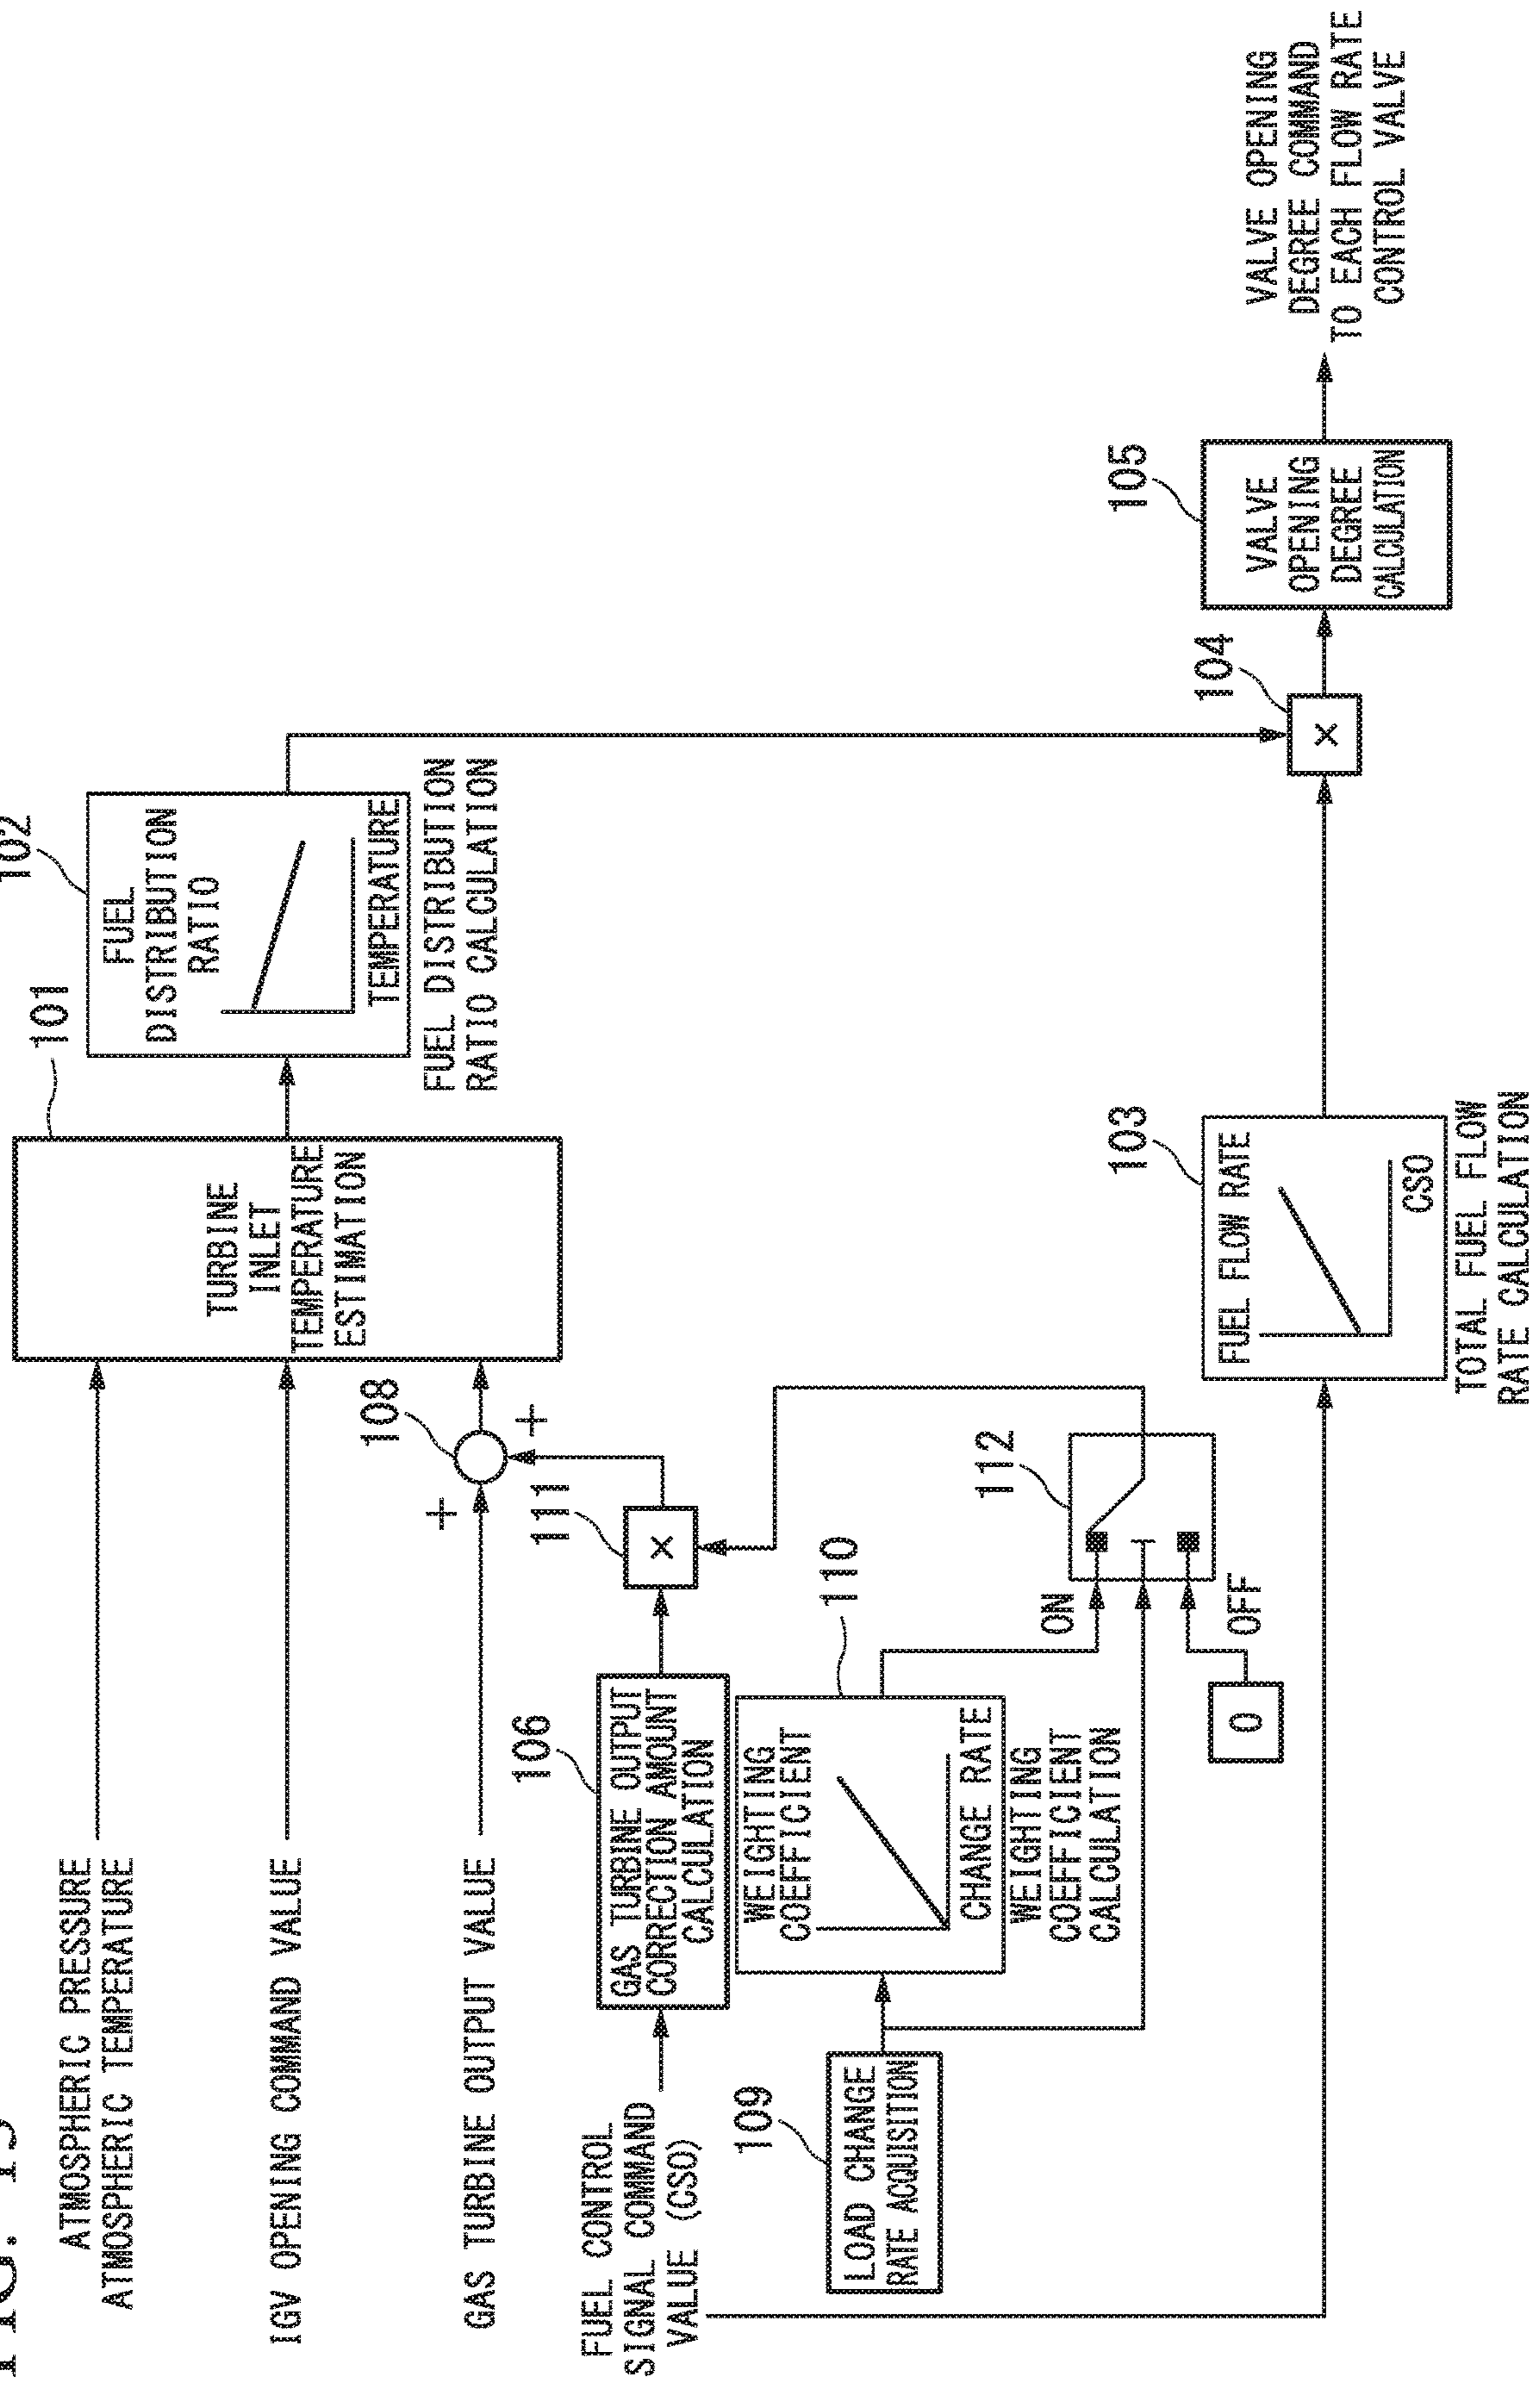 ATMOSPHERIC PRESSURE
ATMOSPHERIC TEMPERATURE
IGV OPENING COMMAND VALUE
GAS TURBINE OUTPUT VALUE
FUEL CONTROL
SIGNAL COMMAND
VALUE (CSO)
101
TURBINE
INLET
TEMPERATURE
ESTIMATION
102
FUEL
DISTRIBUTION
RATIO
TEMPERATURE
FUEL DISTRIBUTION
RATIO CALCULATION
108
+
+
111
×
106
GAS TURBINE OUTPUT
CORRECTION AMOUNT
CALCULATION
109
LOAD CHANGE
RATE ACQUISITION
110
WEIGHTING
COEFFICIENT
CHANGE RATE
WEIGHTING
COEFFICIENT
CALCULATION
112
ON
OFF
0
103
FUEL FLOW RATE
CSO
TOTAL FUEL FLOW
RATE CALCULATION
104
×
105
VALVE
OPENING
DEGREE
CALCULATION
VALVE OPENING
DEGREE COMMAND
TO EACH FLOW RATE
CONTROL VALVE